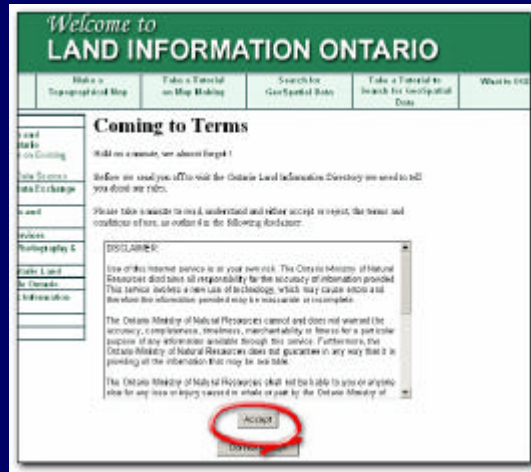 Welcome to
LAND INFORMATION ONTARIO
Make a
Topographical Map
Take a Tutorial
on Map Making
Search for
GeoSpatial Data
Take a Tutorial to
Search for GeoSpatial
Data
What is
and
Data Exchange
and
Photography &
Land
Ontario
Information
Coming to Terms
Hold on a minute, we almost forgot !
Before we send you off to visit the Ontario Land Information Directory we need to tell
you about our rules.
Please take a minute to read, understand and either accept or reject, the terms and
conditions of use, as outlined in the following disclaimer.
DISCLAIMER:
Use of this Internet service is at your own risk. The Ontario Ministry of Natural
Resources disclaims all responsibility for the accuracy of information provided.
This service involves a new use of technology, which may cause errors and
therefore the information provided may be inaccurate or incomplete.
The Ontario Ministry of Natural Resources cannot and does not warrant the
accuracy, completeness, timeliness, merchantability or fitness for a particular
purpose of any information available through this service. Furthermore, the
Ontario Ministry of Natural Resources does not guarantee in any way that it is
providing all the information that may be available.
The Ontario Ministry of Natural Resources shall not be liable to you or anyone
else for any loss or injury caused in whole or part by the Ontario Ministry of
Accept